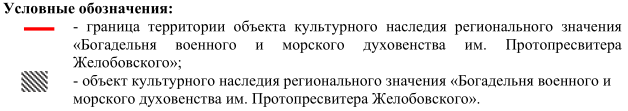 Условные обозначения:
- граница территории объекта культурного наследия регионального значения
«Богадельня военного и морского духовенства им. Протопресвитера
Желобовского»;
- объект культурного наследия регионального значения «Богадельня военного и
морского духовенства им. Протопресвитера Желобовского».